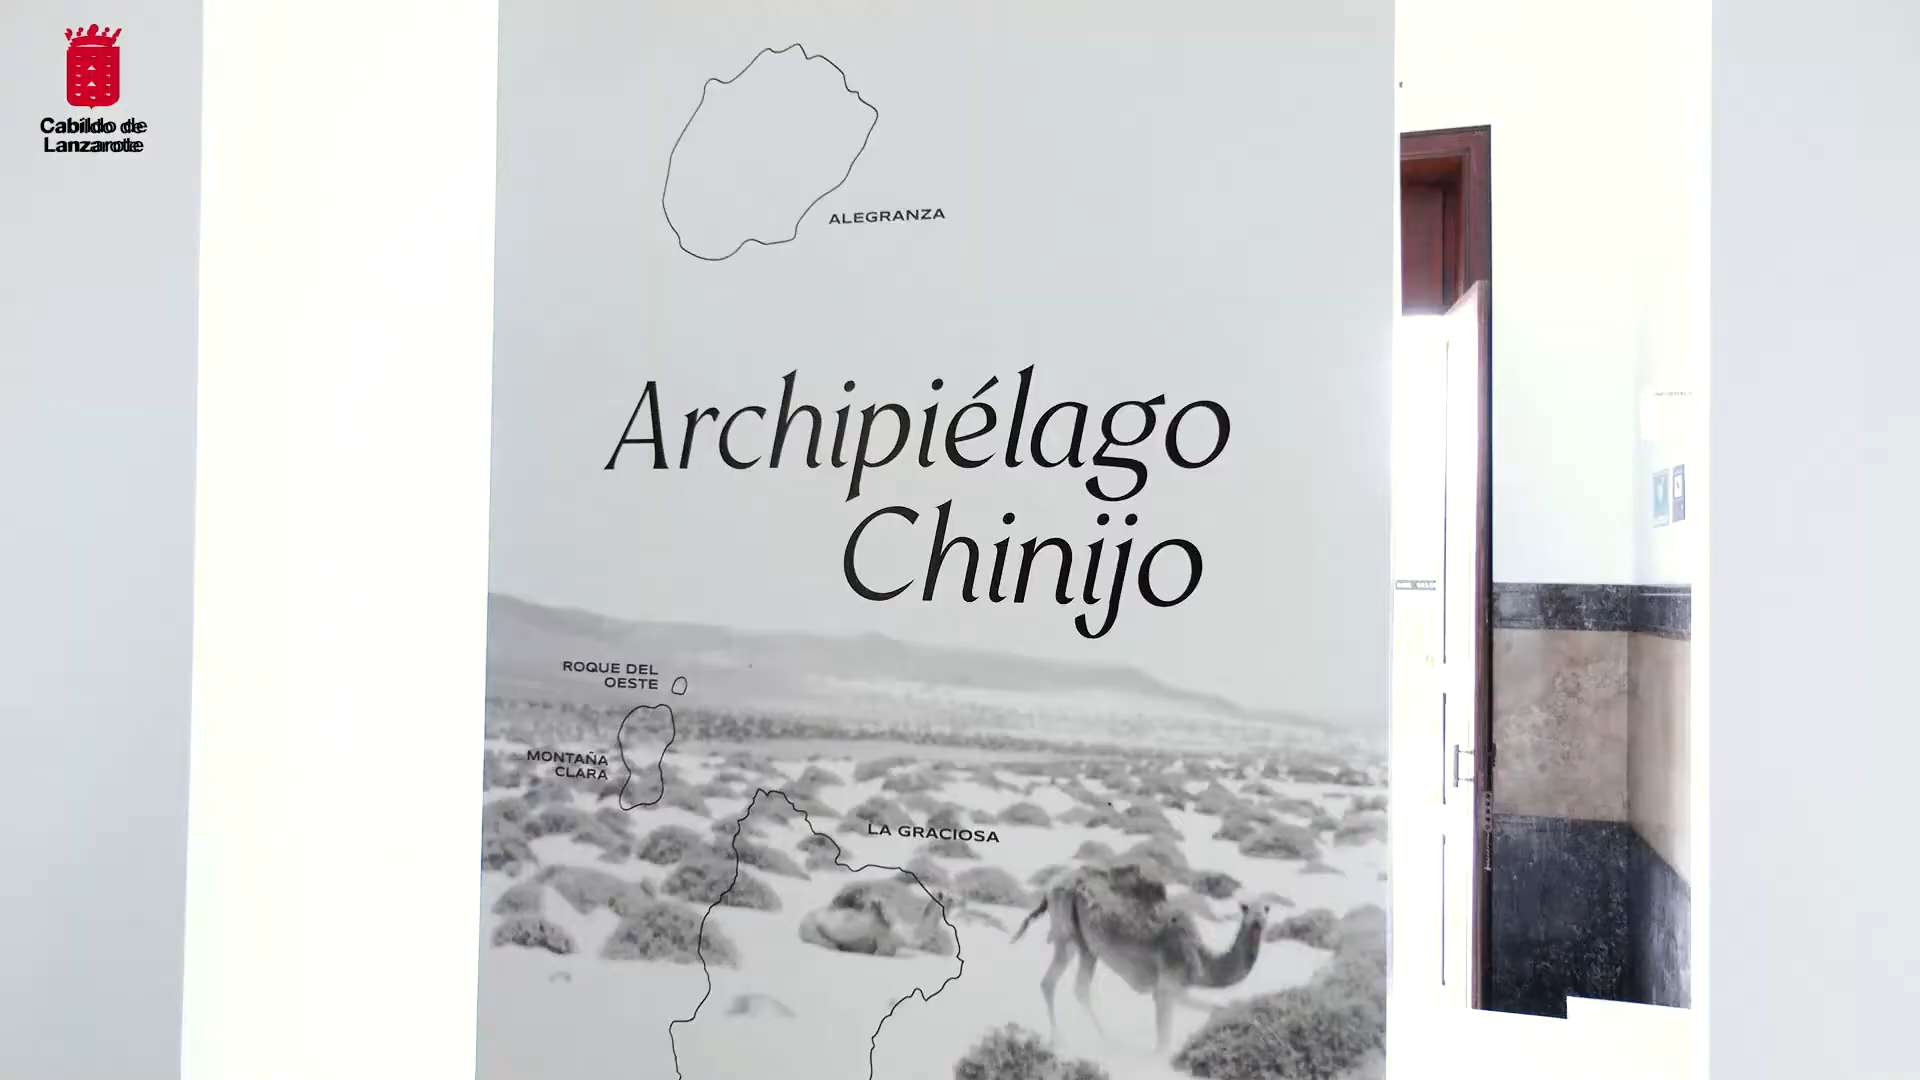 Cabildo de
Lanzarote
ALEGRANZA
Archipiélago
Chinijo
ROQUE DEL
OESTE
MONTAÑA
CLARA
LA GRACIOSA